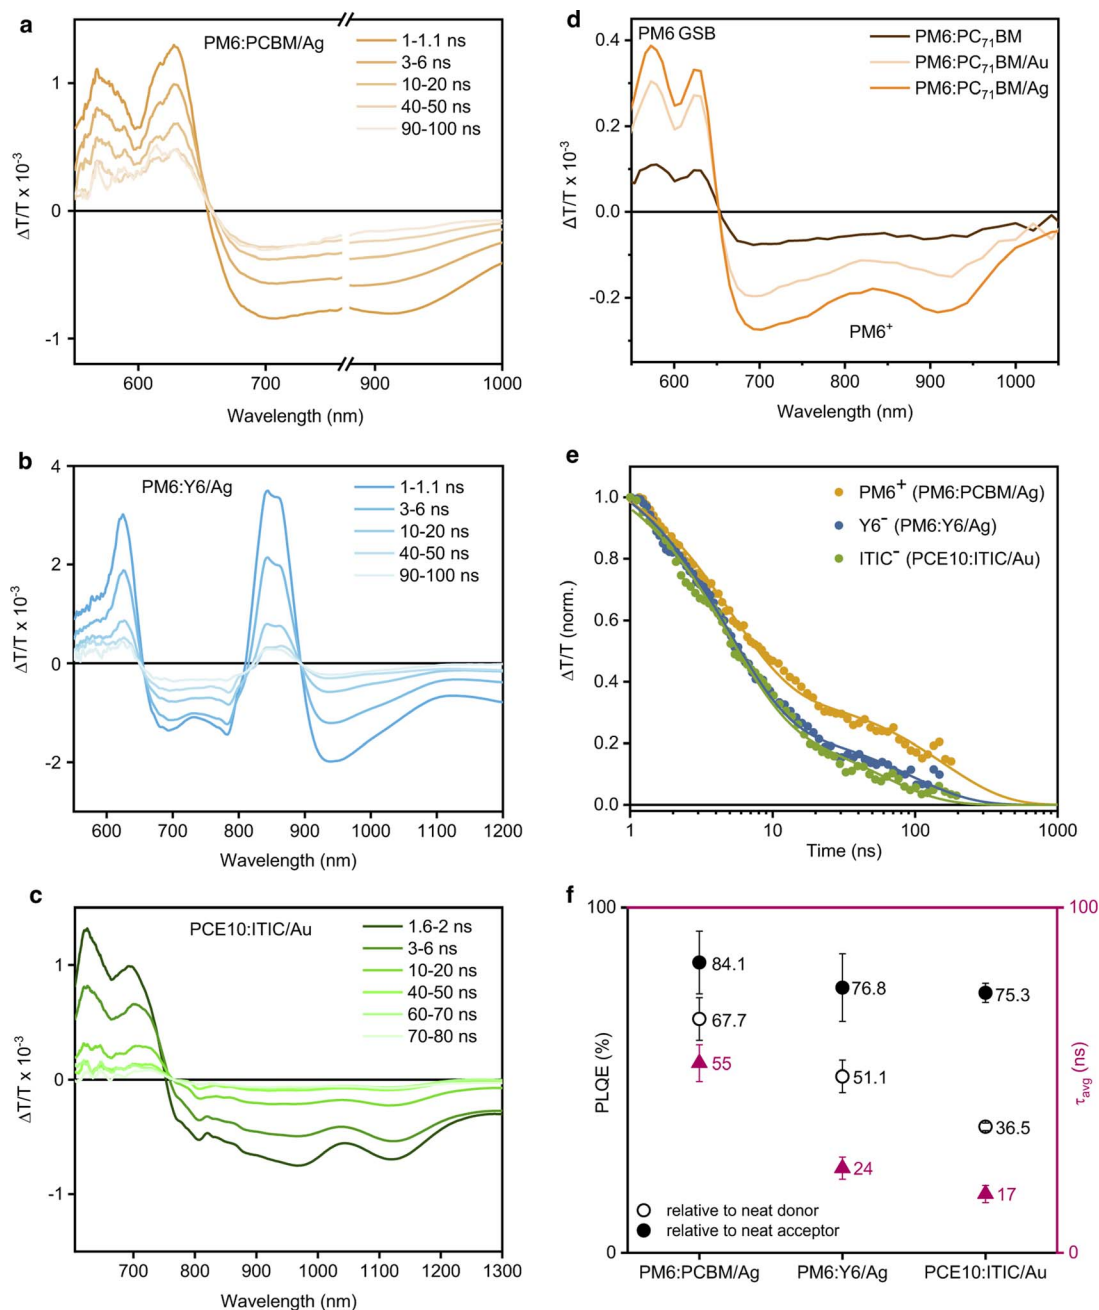 a
PM6:PCBM/Ag
1-1.1 ns
3-6 ns
10-20 ns
40-50 ns
90-100 ns
1
0
-1
ΔT/T x 10⁻³
600
700
900
1000
Wavelength (nm)
b
PM6:Y6/Ag
1-1.1 ns
3-6 ns
10-20 ns
40-50 ns
90-100 ns
4
2
0
-2
ΔT/T x 10⁻³
600
700
800
900
1000
1100
1200
Wavelength (nm)
c
PCE10:ITIC/Au
1.6-2 ns
3-6 ns
10-20 ns
40-50 ns
60-70 ns
70-80 ns
1
0
-1
ΔT/T x 10⁻³
700
800
900
1000
1100
1200
1300
Wavelength (nm)
d
PM6 GSB
PM6:PC₇₁BM
PM6:PC₇₁BM/Au
PM6:PC₇₁BM/Ag
0.4
0.2
0.0
-0.2
ΔT/T x 10⁻³
PM6⁺
600
700
800
900
1000
Wavelength (nm)
e
PM6⁺ (PM6:PCBM/Ag)
Y6⁻ (PM6:Y6/Ag)
ITIC⁻ (PCE10:ITIC/Au)
1.0
0.8
0.6
0.4
0.2
0.0
ΔT/T (norm.)
1
10
100
1000
Time (ns)
f
100
0
PLQE (%)
84.1
67.7
55
76.8
51.1
24
75.3
36.5
17
relative to neat donor
relative to neat acceptor
100
0
τavg (ns)
PM6:PCBM/Ag
PM6:Y6/Ag
PCE10:ITIC/Au